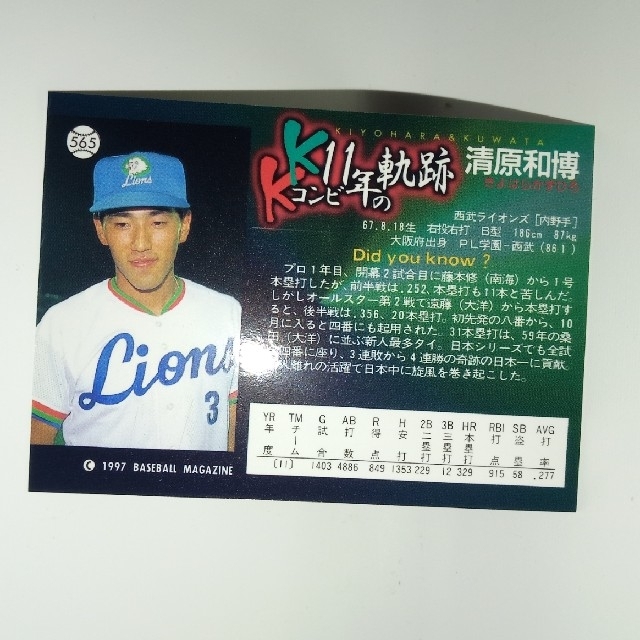 565
Lions
Lions
3
© 1997 BASEBALL MAGAZINE
KIYOHARA & KUWATA
KKコンビ11年の軌跡
清原和博
きよはらかずひろ
西武ライオンズ [内野手]
67.8.18生 右投右打 B型 186cm 87kg
大阪府出身 PL学園-西武(86①)
Did you know ?
プロ1年目、開幕2試合目に藤本修(南海)から1号
本塁打したが、前半戦は.252、本塁打も11本と苦しんだ。
しかしオールスター第2戦で遠藤(大洋)から本塁打す
ると、後半戦は.356、20本塁打。初先発の八番から、10
月に入ると四番にも起用された。31本塁打は、59年の桑
田(大洋)に並ぶ新人最多タイ。日本シリーズでも全試
四番に座り、3連敗から4連勝の奇跡の日本一に貢献。
人離れの活躍で日本中に旋風を巻き起こした。
YR TM G AB R H 2B 3B HR RBI SB AVG
年度 チーム 試合 打数 得点 安打 二塁打 三塁打 本塁打 打点 盗塁 打率
(11) 1403 4886 849 1353 229 12 329 915 58 .277